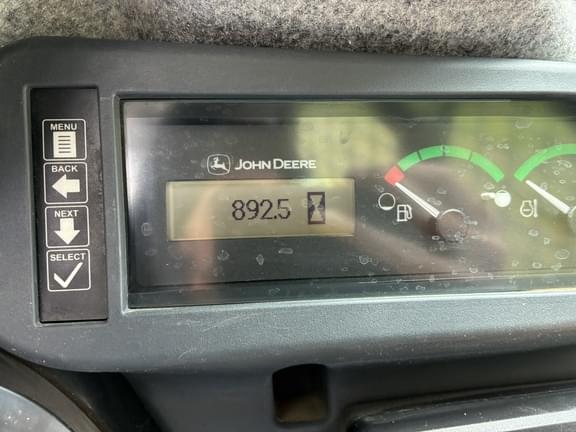 MENU
BACK
NEXT
SELECT
JOHN DEERE
892.5